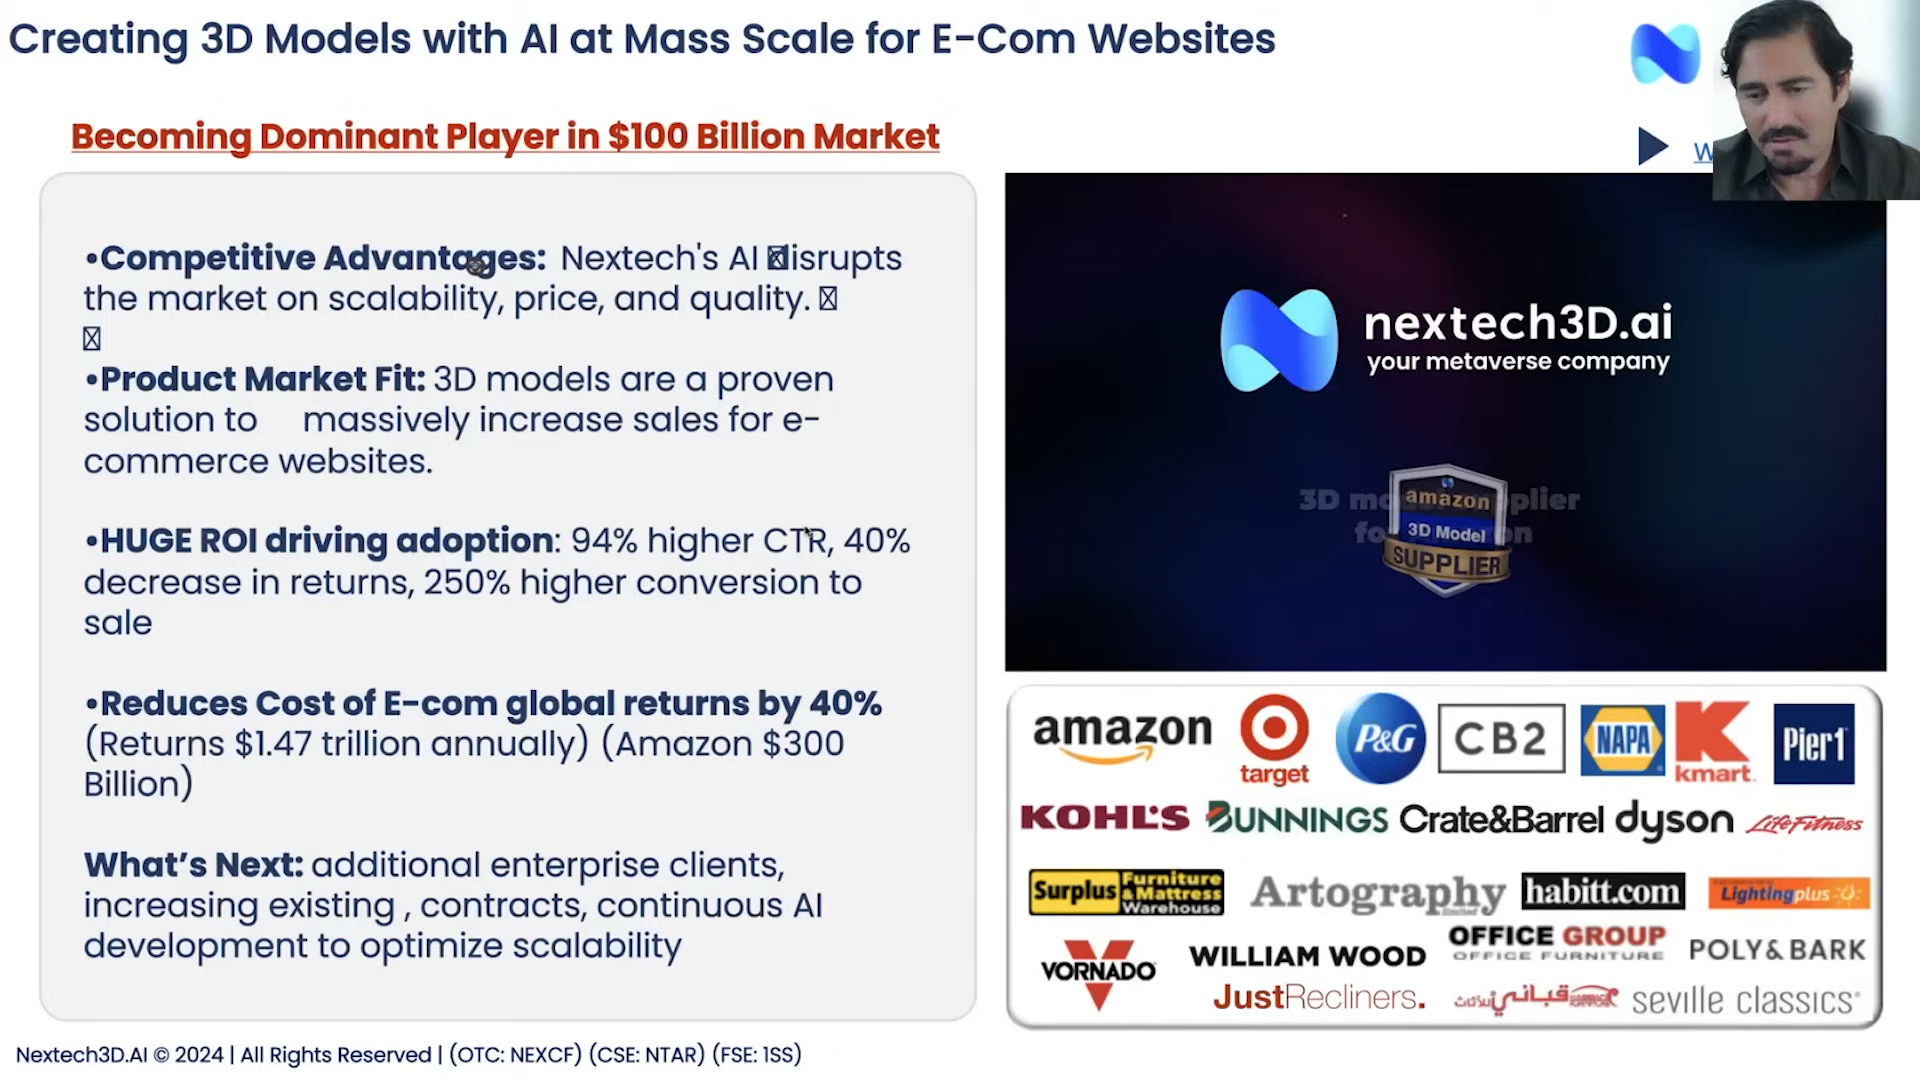 Creating 3D Models with AI at Mass Scale for E-Com Websites
Becoming Dominant Player in $100 Billion Market
•Competitive Advantages: Nextech's AI Disrupts
the market on scalability, price, and quality.
•Product Market Fit: 3D models are a proven
solution to massively increase sales for e-
commerce websites.
•HUGE ROI driving adoption: 94% higher CTR, 40%
decrease in returns, 250% higher conversion to
sale
•Reduces Cost of E-com global returns by 40%
(Returns $1.47 trillion annually) (Amazon $300
Billion)
What's Next: additional enterprise clients,
increasing existing , contracts, continuous AI
development to optimize scalability
W
nextech3D.ai
your metaverse company
amazon
3D Model
SUPPLIER
amazon target P&G CB2 NAPA kmart Pier1
KOHL'S BUNNINGS Crate&Barrel dyson LifeFitness
Surplus Furniture & Mattress Warehouse Artography limited habitt.com Lightingplus
VORNADO WILLIAM WOOD OFFICE GROUP OFFICE FURNITURE POLY & BARK
JustRecliners. قباني للأثاث seville classics
Nextech3D.AI © 2024 | All Rights Reserved | (OTC: NEXCF) (CSE: NTAR) (FSE: 1SS)